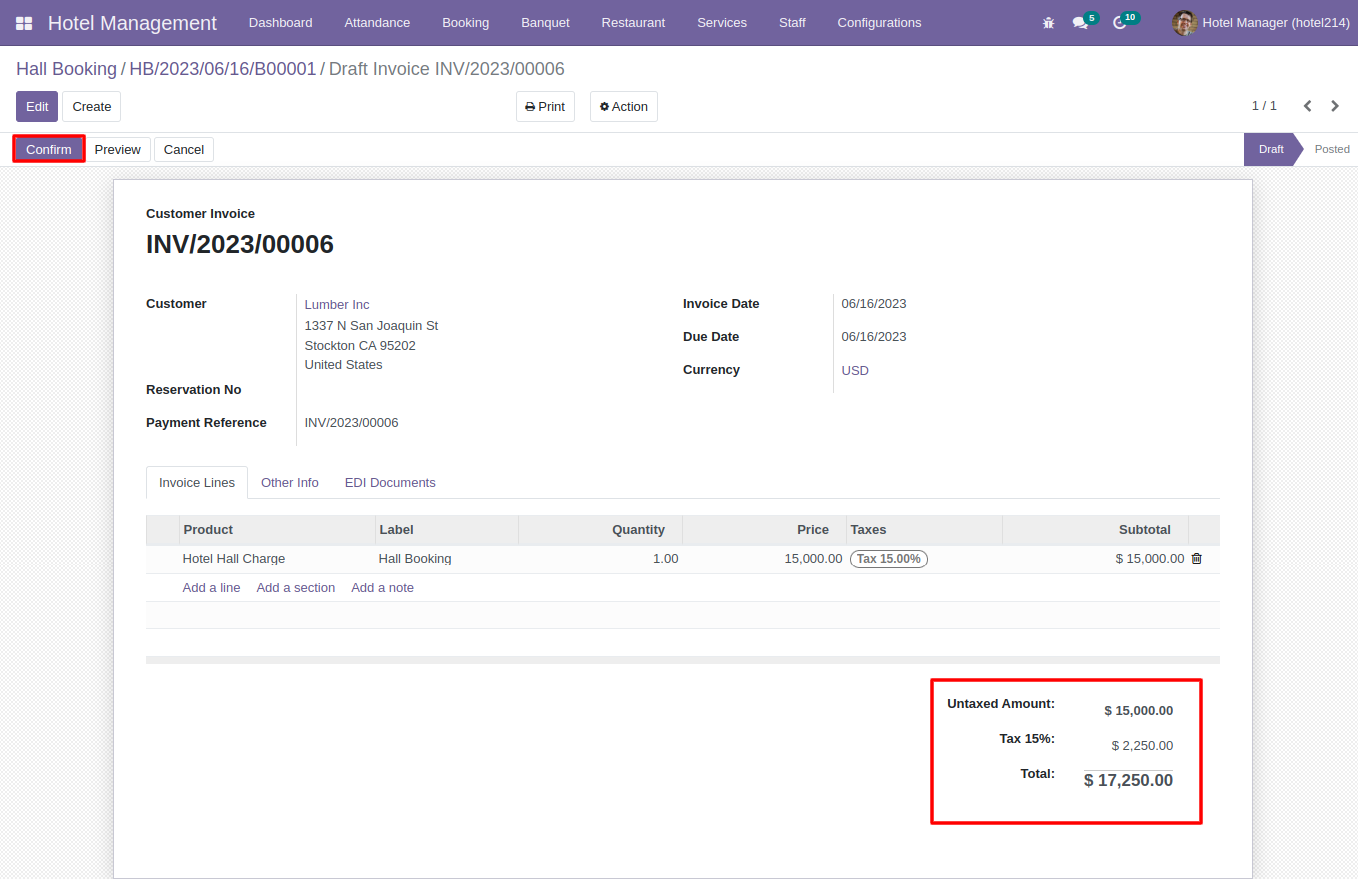 Hotel Management Dashboard Attandance Booking Banquet Restaurant Services Staff Configurations 5 10 Hotel Manager (hotel214)
Hall Booking / HB/2023/06/16/B00001 / Draft Invoice INV/2023/00006
Edit Create Print Action 1 / 1
Confirm Preview Cancel Draft Posted
Customer Invoice
INV/2023/00006
Customer Lumber Inc Invoice Date 06/16/2023
1337 N San Joaquin St
Stockton CA 95202 Due Date 06/16/2023
United States Currency USD
Reservation No
Payment Reference INV/2023/00006
Invoice Lines Other Info EDI Documents
Product Label Quantity Price Taxes Subtotal
Hotel Hall Charge Hall Booking 1.00 15,000.00 Tax 15.00% $ 15,000.00
Add a line Add a section Add a note
Untaxed Amount: $ 15,000.00
Tax 15%: $ 2,250.00
Total: $ 17,250.00